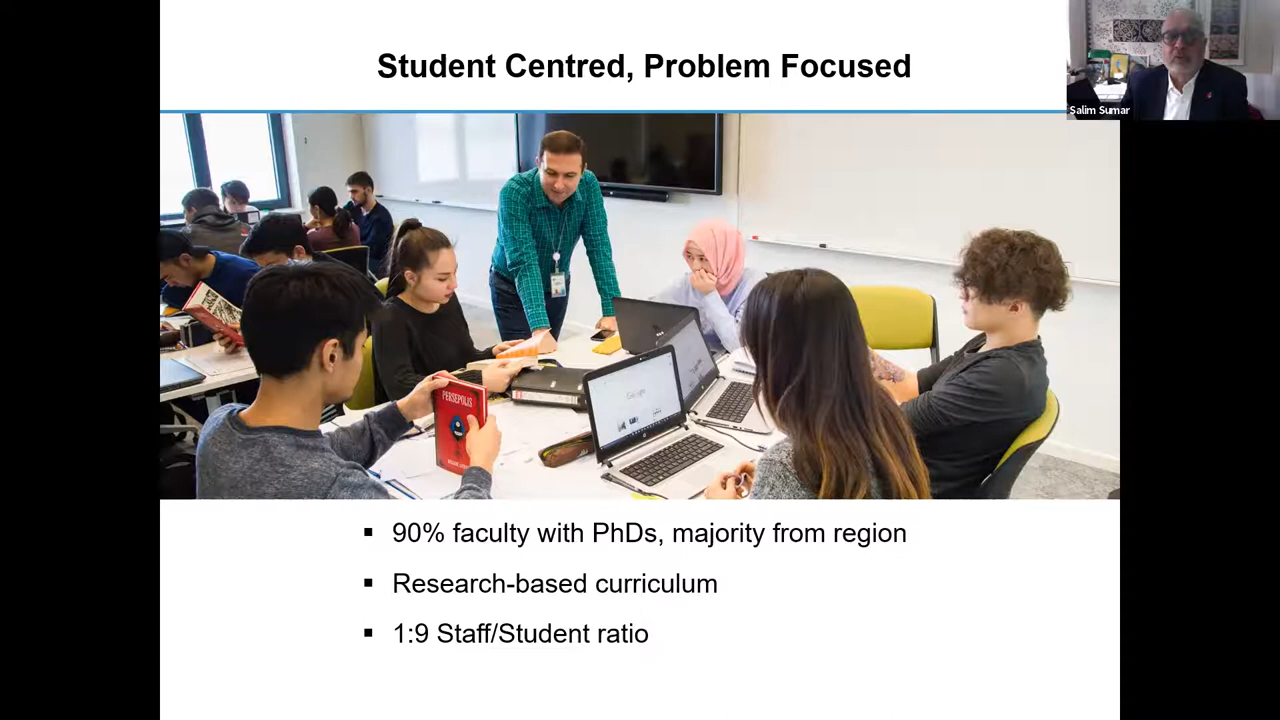 Student Centred, Problem Focused
Salim Sumar
PERSEPOLIS
Google
▪ 90% faculty with PhDs, majority from region
▪ Research-based curriculum
▪ 1:9 Staff/Student ratio